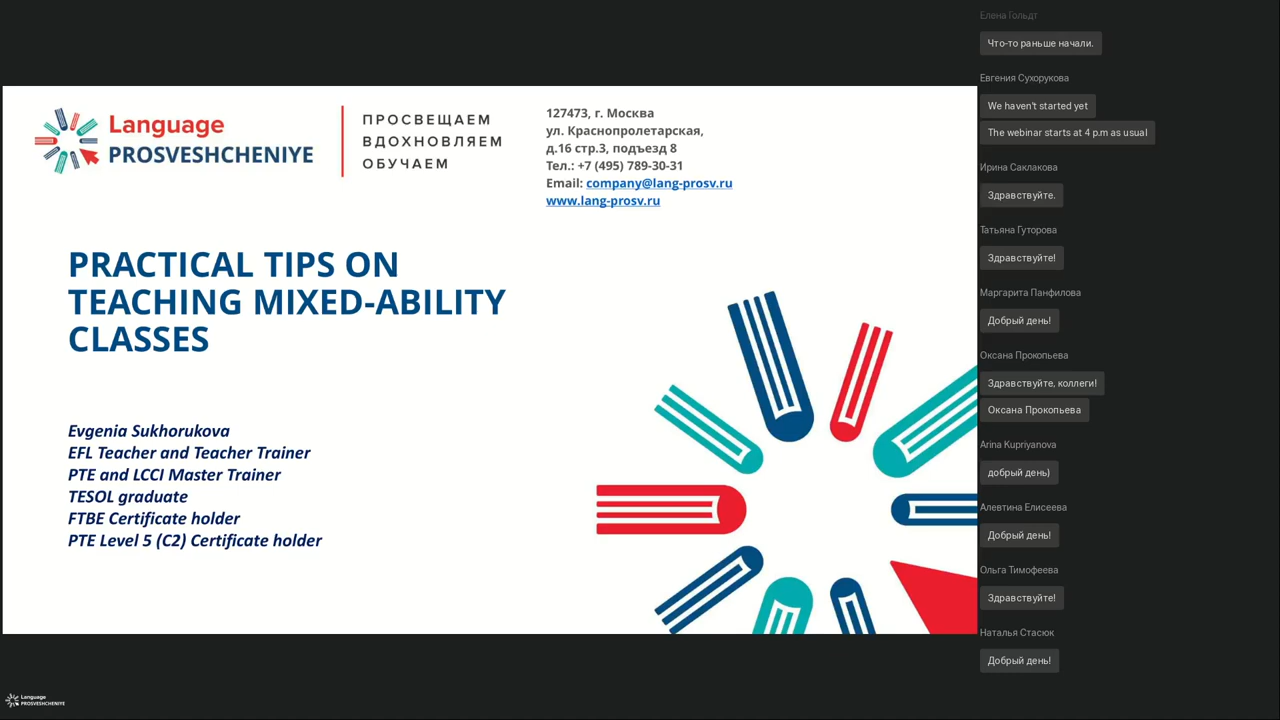 Language
PROSVESHCHENIYE
ПРОСВЕЩАЕМ
ВДОХНОВЛЯЕМ
ОБУЧАЕМ
127473, г. Москва
ул. Краснопролетарская,
д.16 стр.3, подъезд 8
Тел.: +7 (495) 789-30-31
Email: company@lang-prosv.ru
www.lang-prosv.ru
PRACTICAL TIPS ON
TEACHING MIXED-ABILITY
CLASSES
Evgenia Sukhorukova
EFL Teacher and Teacher Trainer
PTE and LCCI Master Trainer
TESOL graduate
FTBE Certificate holder
PTE Level 5 (C2) Certificate holder
Language
PROSVESHCHENIYE
Елена Гольдт
Что-то раньше начали.
Евгения Сухорукова
We haven't started yet
The webinar starts at 4 p.m as usual
Ирина Саклакова
Здравствуйте.
Татьяна Гуторова
Здравствуйте!
Маргарита Панфилова
Добрый день!
Оксана Прокопьева
Здравствуйте, коллеги!
Оксана Прокопьева
Arina Kupriyanova
добрый день)
Алевтина Елисеева
Добрый день!
Ольга Тимофеева
Здравствуйте!
Наталья Стасюк
Добрый день!